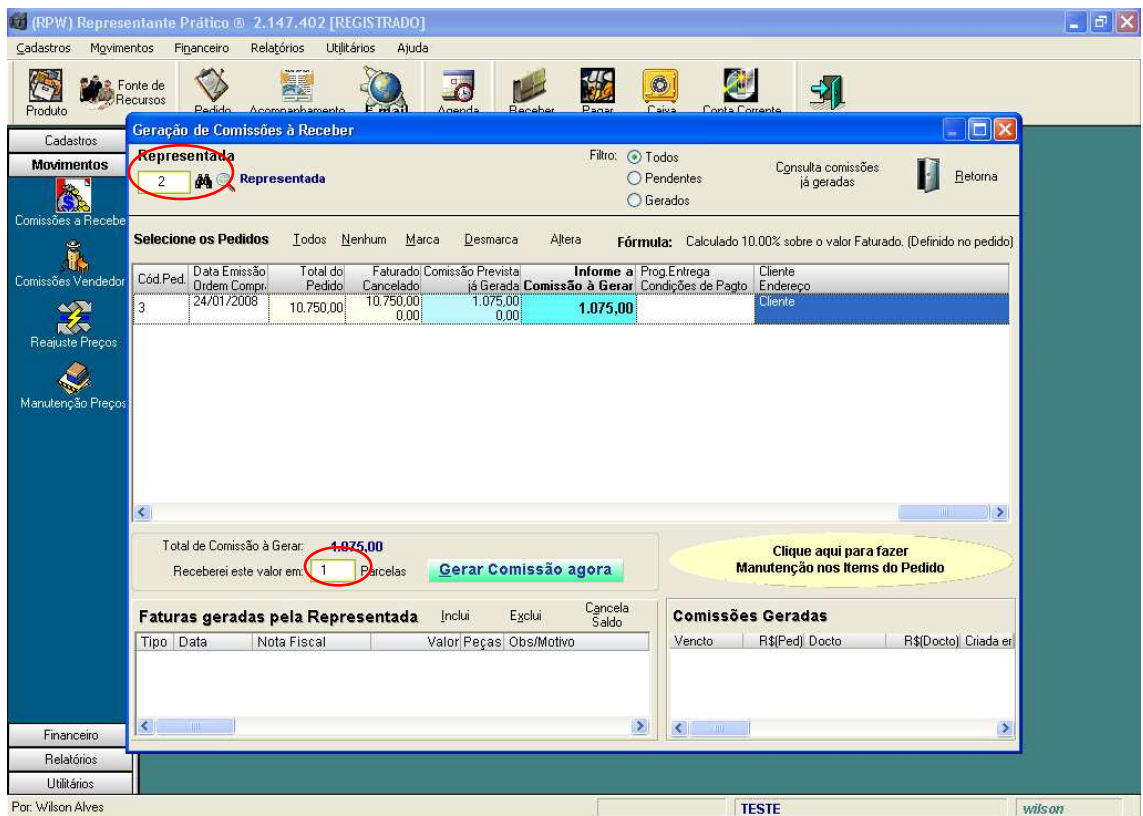 (RPW) Representante Prático ® 2.147.402 [REGISTRADO]
Cadastros Movimentos Financeiro Relatórios Utilitários Ajuda
Produto Fonte de Recursos Pedido Acompanhamento E-mail Agenda Receber Pagar Caixa Conta Corrente
Cadastros
Movimentos
Comissões a Recebe
Comissões Vendedor
Reajuste Preços
Manutenção Preços
Financeiro
Relatórios
Utilitários
Geração de Comissões à Receber
Representada
2 Representada
Filtro: Todos
Pendentes
Gerados
Consulta comissões
já geradas
Retorna
Selecione os Pedidos Todos Nenhum Marca Desmarca Altera Fórmula: Calculado 10.00% sobre o valor Faturado. (Definido no pedido)
Cód.Ped. Data Emissão Total do Faturado Comissão Prevista Informe a Prog.Entrega Cliente
Ordem Compr. Pedido Cancelado já Gerada Comissão à Gerar Condições de Pagto Endereço
3 24/01/2008 10.750,00 10.750,00 1.075,00 1.075,00 Cliente
0,00 0,00
Total de Comissão à Gerar: 1.075,00
Receberei este valor em: 1 Parcelas Gerar Comissão agora
Clique aqui para fazer
Manutenção nos Items do Pedido
Faturas geradas pela Representada Inclui Exclui Cancela Saldo
Tipo Data Nota Fiscal Valor Peças Obs/Motivo
Comissões Geradas
Vencto R$(Ped) Docto R$(Docto) Criada er
Por: Wilson Alves TESTE wilson